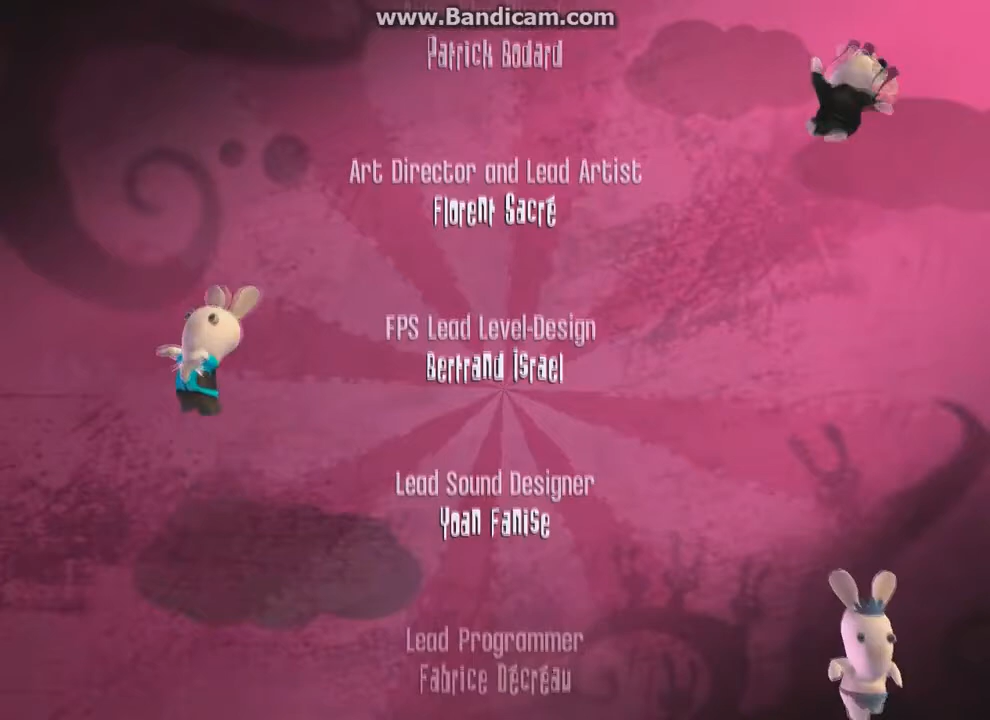 www.Bandicam.com
Patrick Bodard
Art Director and Lead Artist
Florent Sacré
FPS Lead Level-Design
Bertrand Israel
Lead Sound Designer
Yoan Fanise
Lead Programmer
Fabrice Décréau